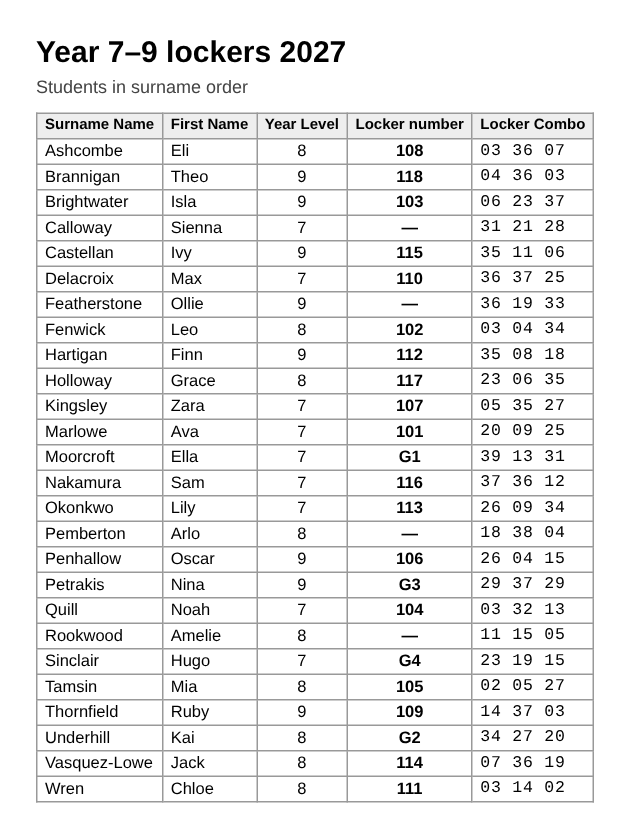 Year 7–9 lockers 2027
Students in surname order
Surname Name First Name Year Level Locker number Locker Combo
Ashcombe Eli 8 108 03 36 07
Brannigan Theo 9 118 04 36 03
Brightwater Isla 9 103 06 23 37
Calloway Sienna 7 — 31 21 28
Castellan Ivy 9 115 35 11 06
Delacroix Max 7 110 36 37 25
Featherstone Ollie 9 — 36 19 33
Fenwick Leo 8 102 03 04 34
Hartigan Finn 9 112 35 08 18
Holloway Grace 8 117 23 06 35
Kingsley Zara 7 107 05 35 27
Marlowe Ava 7 101 20 09 25
Moorcroft Ella 7 G1 39 13 31
Nakamura Sam 7 116 37 36 12
Okonkwo Lily 7 113 26 09 34
Pemberton Arlo 8 — 18 38 04
Penhallow Oscar 9 106 26 04 15
Petrakis Nina 9 G3 29 37 29
Quill Noah 7 104 03 32 13
Rookwood Amelie 8 — 11 15 05
Sinclair Hugo 7 G4 23 19 15
Tamsin Mia 8 105 02 05 27
Thornfield Ruby 9 109 14 37 03
Underhill Kai 8 G2 34 27 20
Vasquez-Lowe Jack 8 114 07 36 19
Wren Chloe 8 111 03 14 02